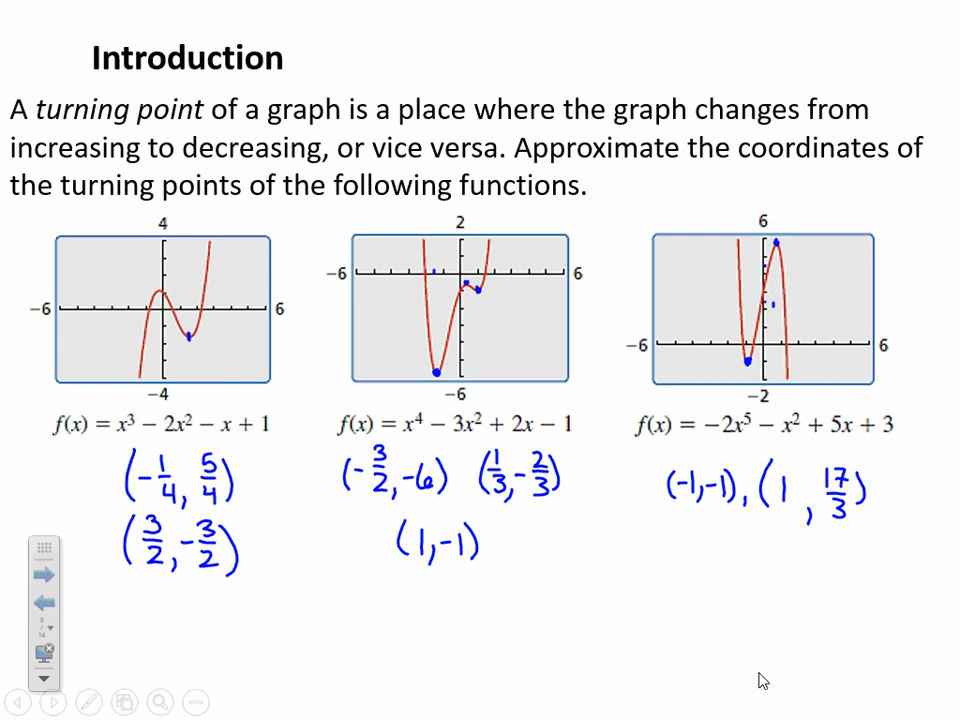 Introduction
A turning point of a graph is a place where the graph changes from
increasing to decreasing, or vice versa. Approximate the coordinates of
the turning points of the following functions.
4
2
6
−6 6
−6 6
−6 6
−4
−6
−2
f(x) = x³ − 2x² − x + 1
f(x) = x⁴ − 3x² + 2x − 1
f(x) = −2x⁵ − x² + 5x + 3
(-1/4, 5/4)
(-3/2, -6) (1/3, -2/3)
(-1,-1), (1, 17/3)
(3/2, -3/2)
(1,-1)
3
/
14